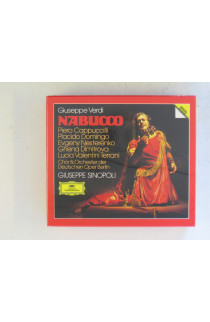 Giuseppe Verdi
NABUCCO
Piero Cappuccilli
Placido Domingo
Evgeny Nesterenko
Ghena Dimitrova
Lucia Valentini Terrani
Chor & Orchester der
Deutschen Oper Berlin
GIUSEPPE SINOPOLI